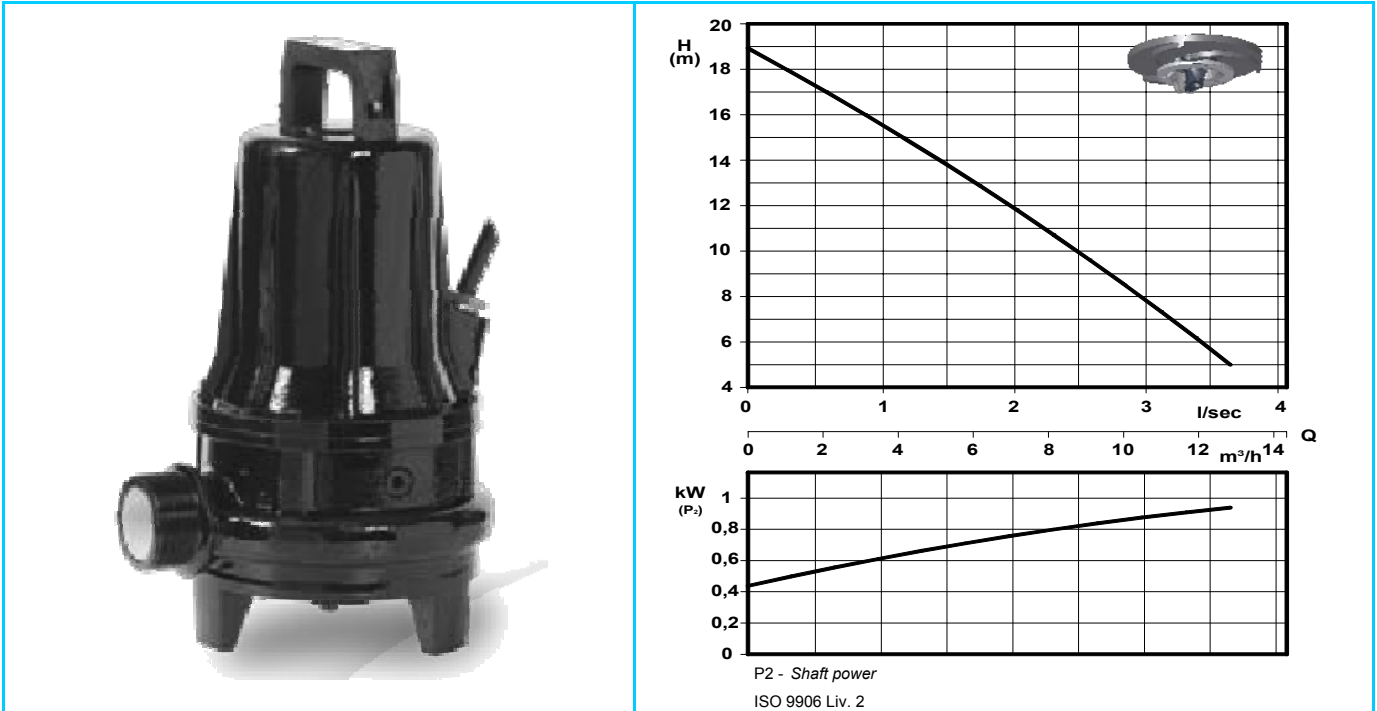 20
H
(m)
18
16
14
12
10
8
6
4
0 1 2 3 l/sec 4
0 2 4 6 8 10 12 m³/h 14 Q
kW
(P₂)
1
0,8
0,6
0,4
0,2
0
P2 - Shaft power
ISO 9906 Liv. 2